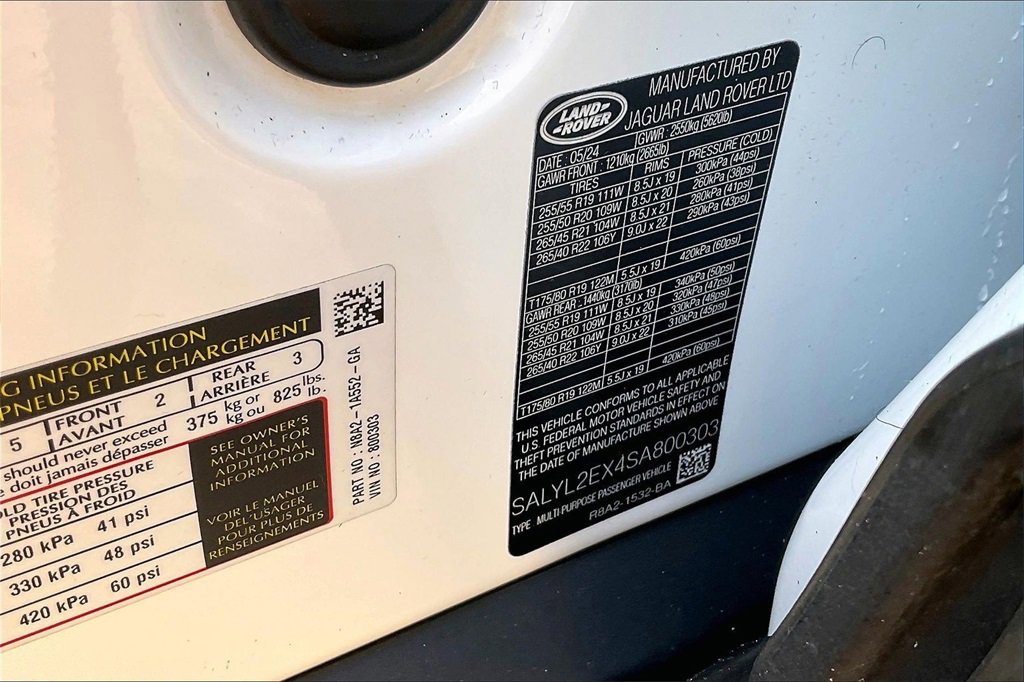 G INFORMATION
PNEUS ET LE CHARGEMENT
5 FRONT 2 REAR 3
AVANT ARRIÈRE
should never exceed 375 kg or 825 lbs.
doit jamais dépasser kg ou lb.
OLD TIRE PRESSURE
PRESSION DES
PNEUS À FROID
280 kPa 41 psi
330 kPa 48 psi
420 kPa 60 psi
SEE OWNER'S
MANUAL FOR
ADDITIONAL
INFORMATION
VOIR LE MANUEL
DEL'USAGER
POUR PLUS DE
RENSEIGNEMENTS
PART NO : N8A2-1A552-GA
VIN NO : 800303
LAND-
-ROVER
MANUFACTURED BY
JAGUAR LAND ROVER LTD
DATE : 05/24 GVWR : 2550kg (5620lb)
GAWR FRONT : 1210kg (2665lb)
TIRES RIMS PRESSURE (COLD)
255/55 R19 111W 8.5J x 19 300kPa (44psi)
255/50 R20 109W 8.5J x 20 260kPa (38psi)
265/45 R21 104W 8.5J x 21 280kPa (41psi)
265/40 R22 106Y 9.0J x 22 290kPa (43psi)
T175/80 R19 122M 5.5J x 19 420kPa (60psi)
GAWR REAR : 1440kg (3170lb)
255/55 R19 111W 8.5J x 19 340kPa (50psi)
255/50 R20 109W 8.5J x 20 320kPa (47psi)
265/45 R21 104W 8.5J x 21 330kPa (48psi)
265/40 R22 106Y 9.0J x 22 310kPa (45psi)
T175/80 R19 122M 5.5J x 19 420kPa (60psi)
THIS VEHICLE CONFORMS TO ALL APPLICABLE
U.S. FEDERAL MOTOR VEHICLE SAFETY AND
THEFT PREVENTION STANDARDS IN EFFECT ON
THE DATE OF MANUFACTURE SHOWN ABOVE
SALYL2EX4SA800303
TYPE MULTI PURPOSE PASSENGER VEHICLE
R8A2-1532-BA